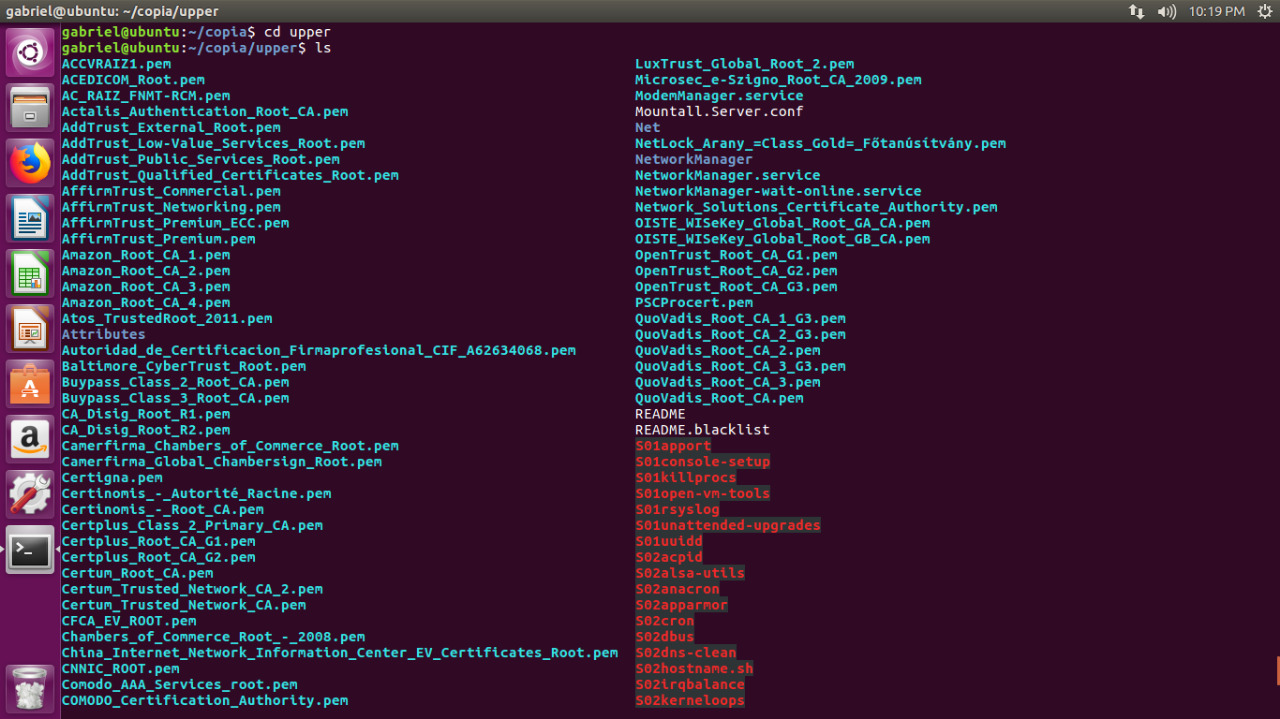 gabriel@ubuntu: ~/copia/upper
10:19 PM
gabriel@ubuntu:~/copia$ cd upper
gabriel@ubuntu:~/copia/upper$ ls
ACCVRAIZ1.pem
ACEDICOM_Root.pem
AC_RAIZ_FNMT-RCM.pem
Actalis_Authentication_Root_CA.pem
AddTrust_External_Root.pem
AddTrust_Low-Value_Services_Root.pem
AddTrust_Public_Services_Root.pem
AddTrust_Qualified_Certificates_Root.pem
AffirmTrust_Commercial.pem
AffirmTrust_Networking.pem
AffirmTrust_Premium_ECC.pem
AffirmTrust_Premium.pem
Amazon_Root_CA_1.pem
Amazon_Root_CA_2.pem
Amazon_Root_CA_3.pem
Amazon_Root_CA_4.pem
Atos_TrustedRoot_2011.pem
Attributes
Autoridad_de_Certificacion_Firmaprofesional_CIF_A62634068.pem
Baltimore_CyberTrust_Root.pem
Buypass_Class_2_Root_CA.pem
Buypass_Class_3_Root_CA.pem
CA_Disig_Root_R1.pem
CA_Disig_Root_R2.pem
Camerfirma_Chambers_of_Commerce_Root.pem
Camerfirma_Global_Chambersign_Root.pem
Certigna.pem
Certinomis_-_Autorité_Racine.pem
Certinomis_-_Root_CA.pem
Certplus_Class_2_Primary_CA.pem
Certplus_Root_CA_G1.pem
Certplus_Root_CA_G2.pem
Certum_Root_CA.pem
Certum_Trusted_Network_CA_2.pem
Certum_Trusted_Network_CA.pem
CFCA_EV_ROOT.pem
Chambers_of_Commerce_Root_-_2008.pem
China_Internet_Network_Information_Center_EV_Certificates_Root.pem
CNNIC_ROOT.pem
Comodo_AAA_Services_root.pem
COMODO_Certification_Authority.pem
LuxTrust_Global_Root_2.pem
Microsec_e-Szigno_Root_CA_2009.pem
ModemManager.service
Mountall.Server.conf
Net
NetLock_Arany_=Class_Gold=_Főtanúsítvány.pem
NetworkManager
NetworkManager.service
NetworkManager-wait-online.service
Network_Solutions_Certificate_Authority.pem
OISTE_WISeKey_Global_Root_GA_CA.pem
OISTE_WISeKey_Global_Root_GB_CA.pem
OpenTrust_Root_CA_G1.pem
OpenTrust_Root_CA_G2.pem
OpenTrust_Root_CA_G3.pem
PSCProcert.pem
QuoVadis_Root_CA_1_G3.pem
QuoVadis_Root_CA_2_G3.pem
QuoVadis_Root_CA_2.pem
QuoVadis_Root_CA_3_G3.pem
QuoVadis_Root_CA_3.pem
QuoVadis_Root_CA.pem
README
README.blacklist
S01apport
S01console-setup
S01killprocs
S01open-vm-tools
S01rsyslog
S01unattended-upgrades
S01uuidd
S02acpid
S02alsa-utils
S02anacron
S02apparmor
S02cron
S02dbus
S02dns-clean
S02hostname.sh
S02irqbalance
S02kerneloops